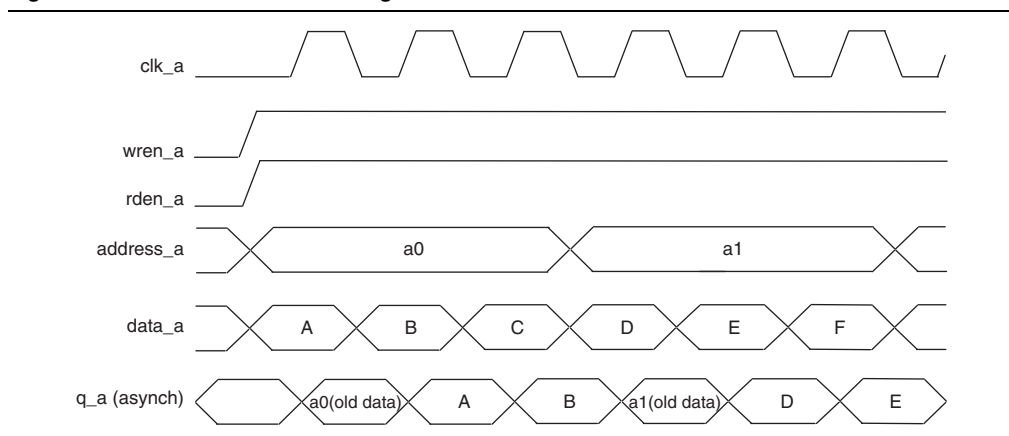 clk_a
wren_a
rden_a
address_a a0 a1
data_a A B C D E F
q_a (asynch) a0(old data) A B a1(old data) D E